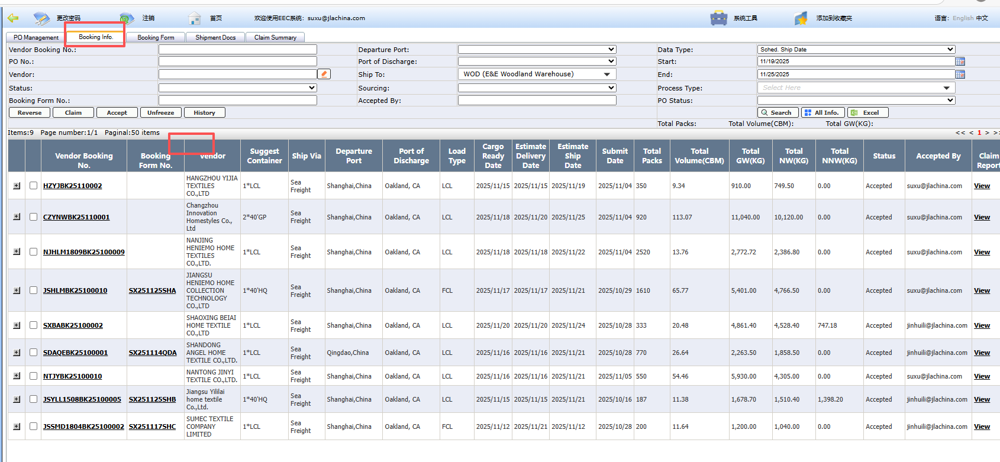 更改密码 注销 首页 欢迎使用EEC系统: suxu@jlachina.com 系统工具 添加到收藏夹 语言: English 中文
PO Management Booking Info. Booking Form Shipment Docs Claim Summary
Vendor Booking No.: Departure Port: Data Type: Sched. Ship Date
PO No.: Port of Discharge: Start: 11/19/2025
Vendor: Ship To: WOD (E&E Woodland Warehouse) End: 11/25/2025
Status: Sourcing: Process Type: Select Here
Booking Form No.: Accepted By: PO Status:
Reverse Claim Accept Unfreeze History Search All Info. Excel
Total Packs: Total Volume(CBM): Total GW(KG):
Items:9 Page number:1/1 Paginal:50 items << < 1 > >>
Vendor Booking No. Booking Form No. Vendor Suggest Container Ship Via Departure Port Port of Discharge Load Type Cargo Ready Date Estimate Delivery Date Estimate Ship Date Submit Date Total Packs Total Volume(CBM) Total GW(KG) Total NW(KG) Total NNW(KG) Status Accepted By Claim Report
HZYJBK25110002 HANGZHOU YIJIA TEXTILES CO.,LTD 1*LCL Sea Freight Shanghai,China Oakland, CA LCL 2025/11/15 2025/11/15 2025/11/19 2025/11/04 350 9.34 910.00 749.50 0.00 Accepted suxu@jlachina.com View
CZYNWBK25110001 Changzhou Innovation Homestyles Co., Ltd 2*40'GP Sea Freight Shanghai,China Oakland, CA LCL 2025/11/18 2025/11/20 2025/11/25 2025/11/04 920 113.07 11,040.00 10,120.00 0.00 Accepted suxu@jlachina.com View
NJHLM1809BK25100009 NANJING HENIEMO HOME TEXTILES CO.,LTD. 1*LCL Sea Freight Shanghai,China Oakland, CA LCL 2025/11/18 2025/11/18 2025/11/22 2025/11/04 2520 13.76 2,772.72 2,386.80 0.00 Accepted suxu@jlachina.com View
JSHLMBK25100010 SX251125SHA JIANGSU HENIEMO HOME COLLECTION TECHNOLOGY CO.,LTD 1*40'HQ Sea Freight Shanghai,China Oakland, CA FCL 2025/11/17 2025/11/17 2025/11/21 2025/10/29 1610 65.77 5,401.00 4,766.50 0.00 Accepted suxu@jlachina.com View
SXBABK25100002 SHAOXING BEIAI HOME TEXTILE CO.,LTD 1*LCL Sea Freight Shanghai,China Oakland, CA LCL 2025/11/20 2025/11/20 2025/11/24 2025/10/28 333 20.48 4,861.40 4,528.40 747.18 Accepted jinhuili@jlachina.com View
SDAQEBK25100001 SX251114QDA SHANDONG ANGEL HOME TEXTILE CO.,LTD. 1*LCL Sea Freight Qingdao,China Oakland, CA LCL 2025/11/16 2025/11/16 2025/11/21 2025/10/28 770 26.64 2,263.50 1,858.50 0.00 Accepted jinhuili@jlachina.com View
NTJYBK25100010 NANTONG JINYI TEXTILE CO.,LTD. 1*LCL Sea Freight Shanghai,China Oakland, CA LCL 2025/11/16 2025/11/16 2025/11/21 2025/11/05 550 54.46 5,930.00 4,305.00 0.00 Accepted suxu@jlachina.com View
JSYLL1508BK25100005 SX251125SHB Jiangsu Yililai home textile Co.,Ltd. 1*40'HQ Sea Freight Shanghai,China Oakland, CA LCL 2025/11/15 2025/11/15 2025/11/21 2025/10/16 187 11.38 1,678.70 1,510.40 1,398.20 Accepted jinhuili@jlachina.com View
JSSMD1804BK25100002 SX251117SHC SUMEC TEXTILE COMPANY LIMITED 1*LCL Sea Freight Shanghai,China Oakland, CA FCL 2025/11/12 2025/11/21 2025/11/12 2025/10/28 200 11.64 1,200.00 1,040.00 0.00 Accepted jinhuili@jlachina.com View